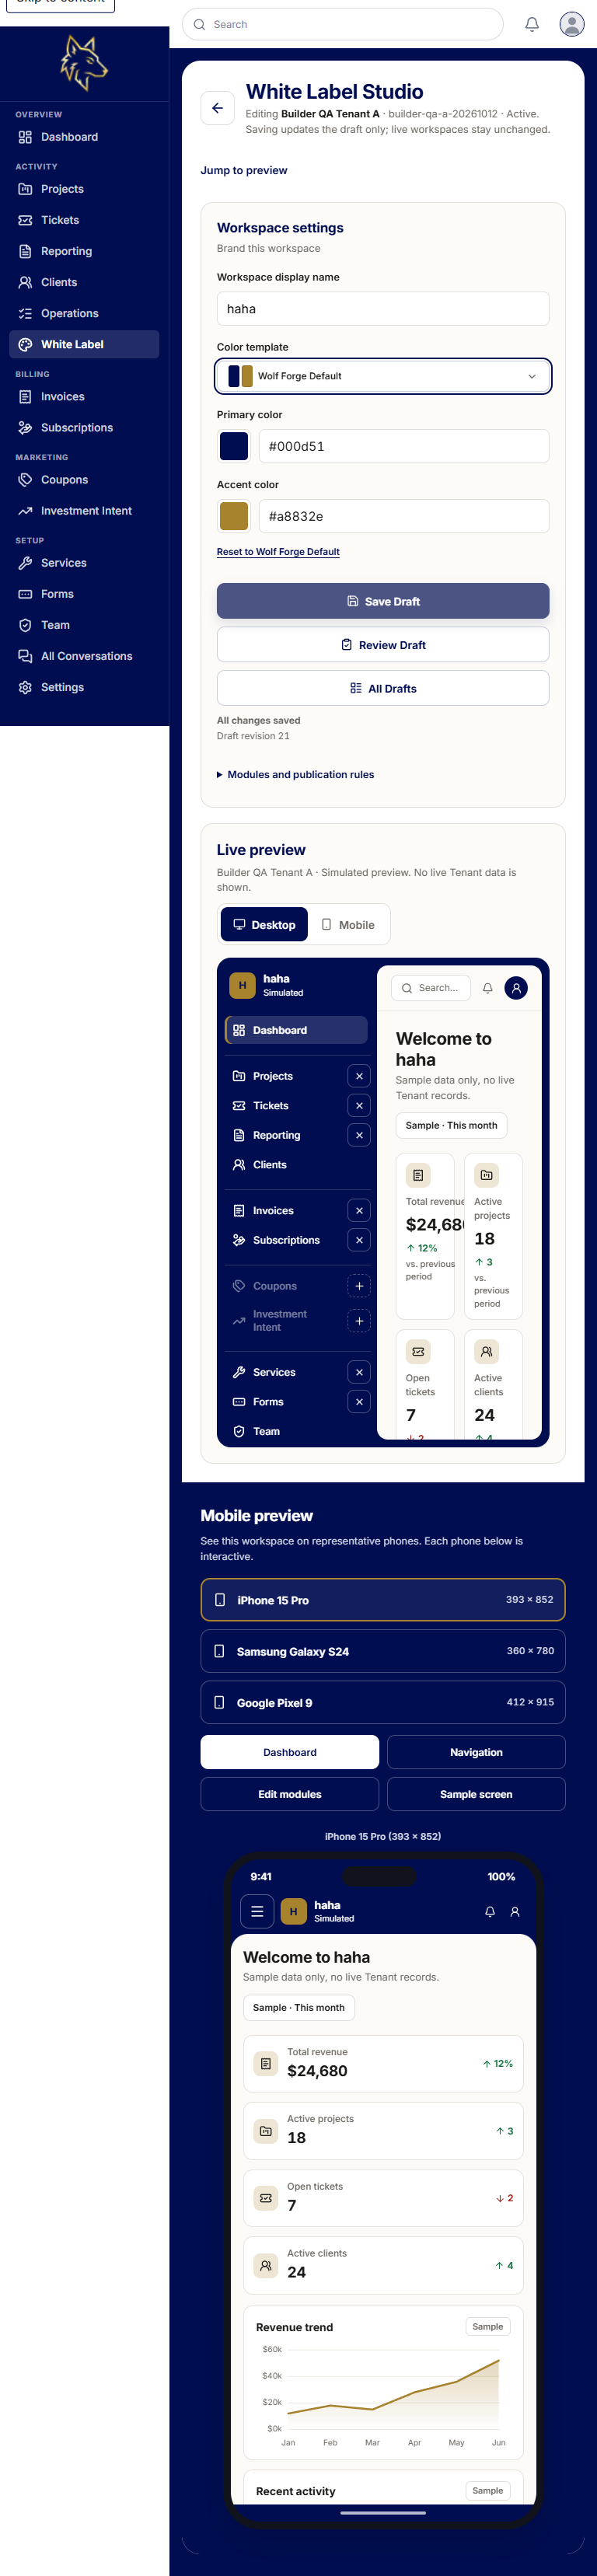 Skip to content
Search
OVERVIEW
Dashboard
ACTIVITY
Projects
Tickets
Reporting
Clients
Operations
White Label
BILLING
Invoices
Subscriptions
MARKETING
Coupons
Investment Intent
SETUP
Services
Forms
Team
All Conversations
Settings
White Label Studio
Editing Builder QA Tenant A · builder-qa-a-20261012 · Active.
Saving updates the draft only; live workspaces stay unchanged.
Jump to preview
Workspace settings
Brand this workspace
Workspace display name
haha
Color template
Wolf Forge Default
Primary color
#000d51
Accent color
#a8832e
Reset to Wolf Forge Default
Save Draft
Review Draft
All Drafts
All changes saved
Draft revision 21
Modules and publication rules
Live preview
Builder QA Tenant A · Simulated preview. No live Tenant data is
shown.
Desktop
Mobile
H
haha
Simulated
Dashboard
Projects
Tickets
Reporting
Clients
Invoices
Subscriptions
Coupons
Investment
Intent
Services
Forms
Team
Search...
Welcome to
haha
Sample data only, no live
Tenant records.
Sample · This month
Total revenue
$24,680
↑ 12%
vs. previous
period
Active
projects
18
↑ 3
vs.
previous
period
Open
tickets
7
↓ 2
Active
clients
24
↑ 4
Mobile preview
See this workspace on representative phones. Each phone below is
interactive.
iPhone 15 Pro 393 × 852
Samsung Galaxy S24 360 × 780
Google Pixel 9 412 × 915
Dashboard
Navigation
Edit modules
Sample screen
iPhone 15 Pro (393 × 852)
9:41 100%
H
haha
Simulated
Welcome to haha
Sample data only, no live Tenant records.
Sample · This month
Total revenue
$24,680
↑ 12%
Active projects
18
↑ 3
Open tickets
7
↓ 2
Active clients
24
↑ 4
Revenue trend
Sample
$60k
$40k
$20k
$0k
Jan Feb Mar Apr May Jun
Recent activity
Sample